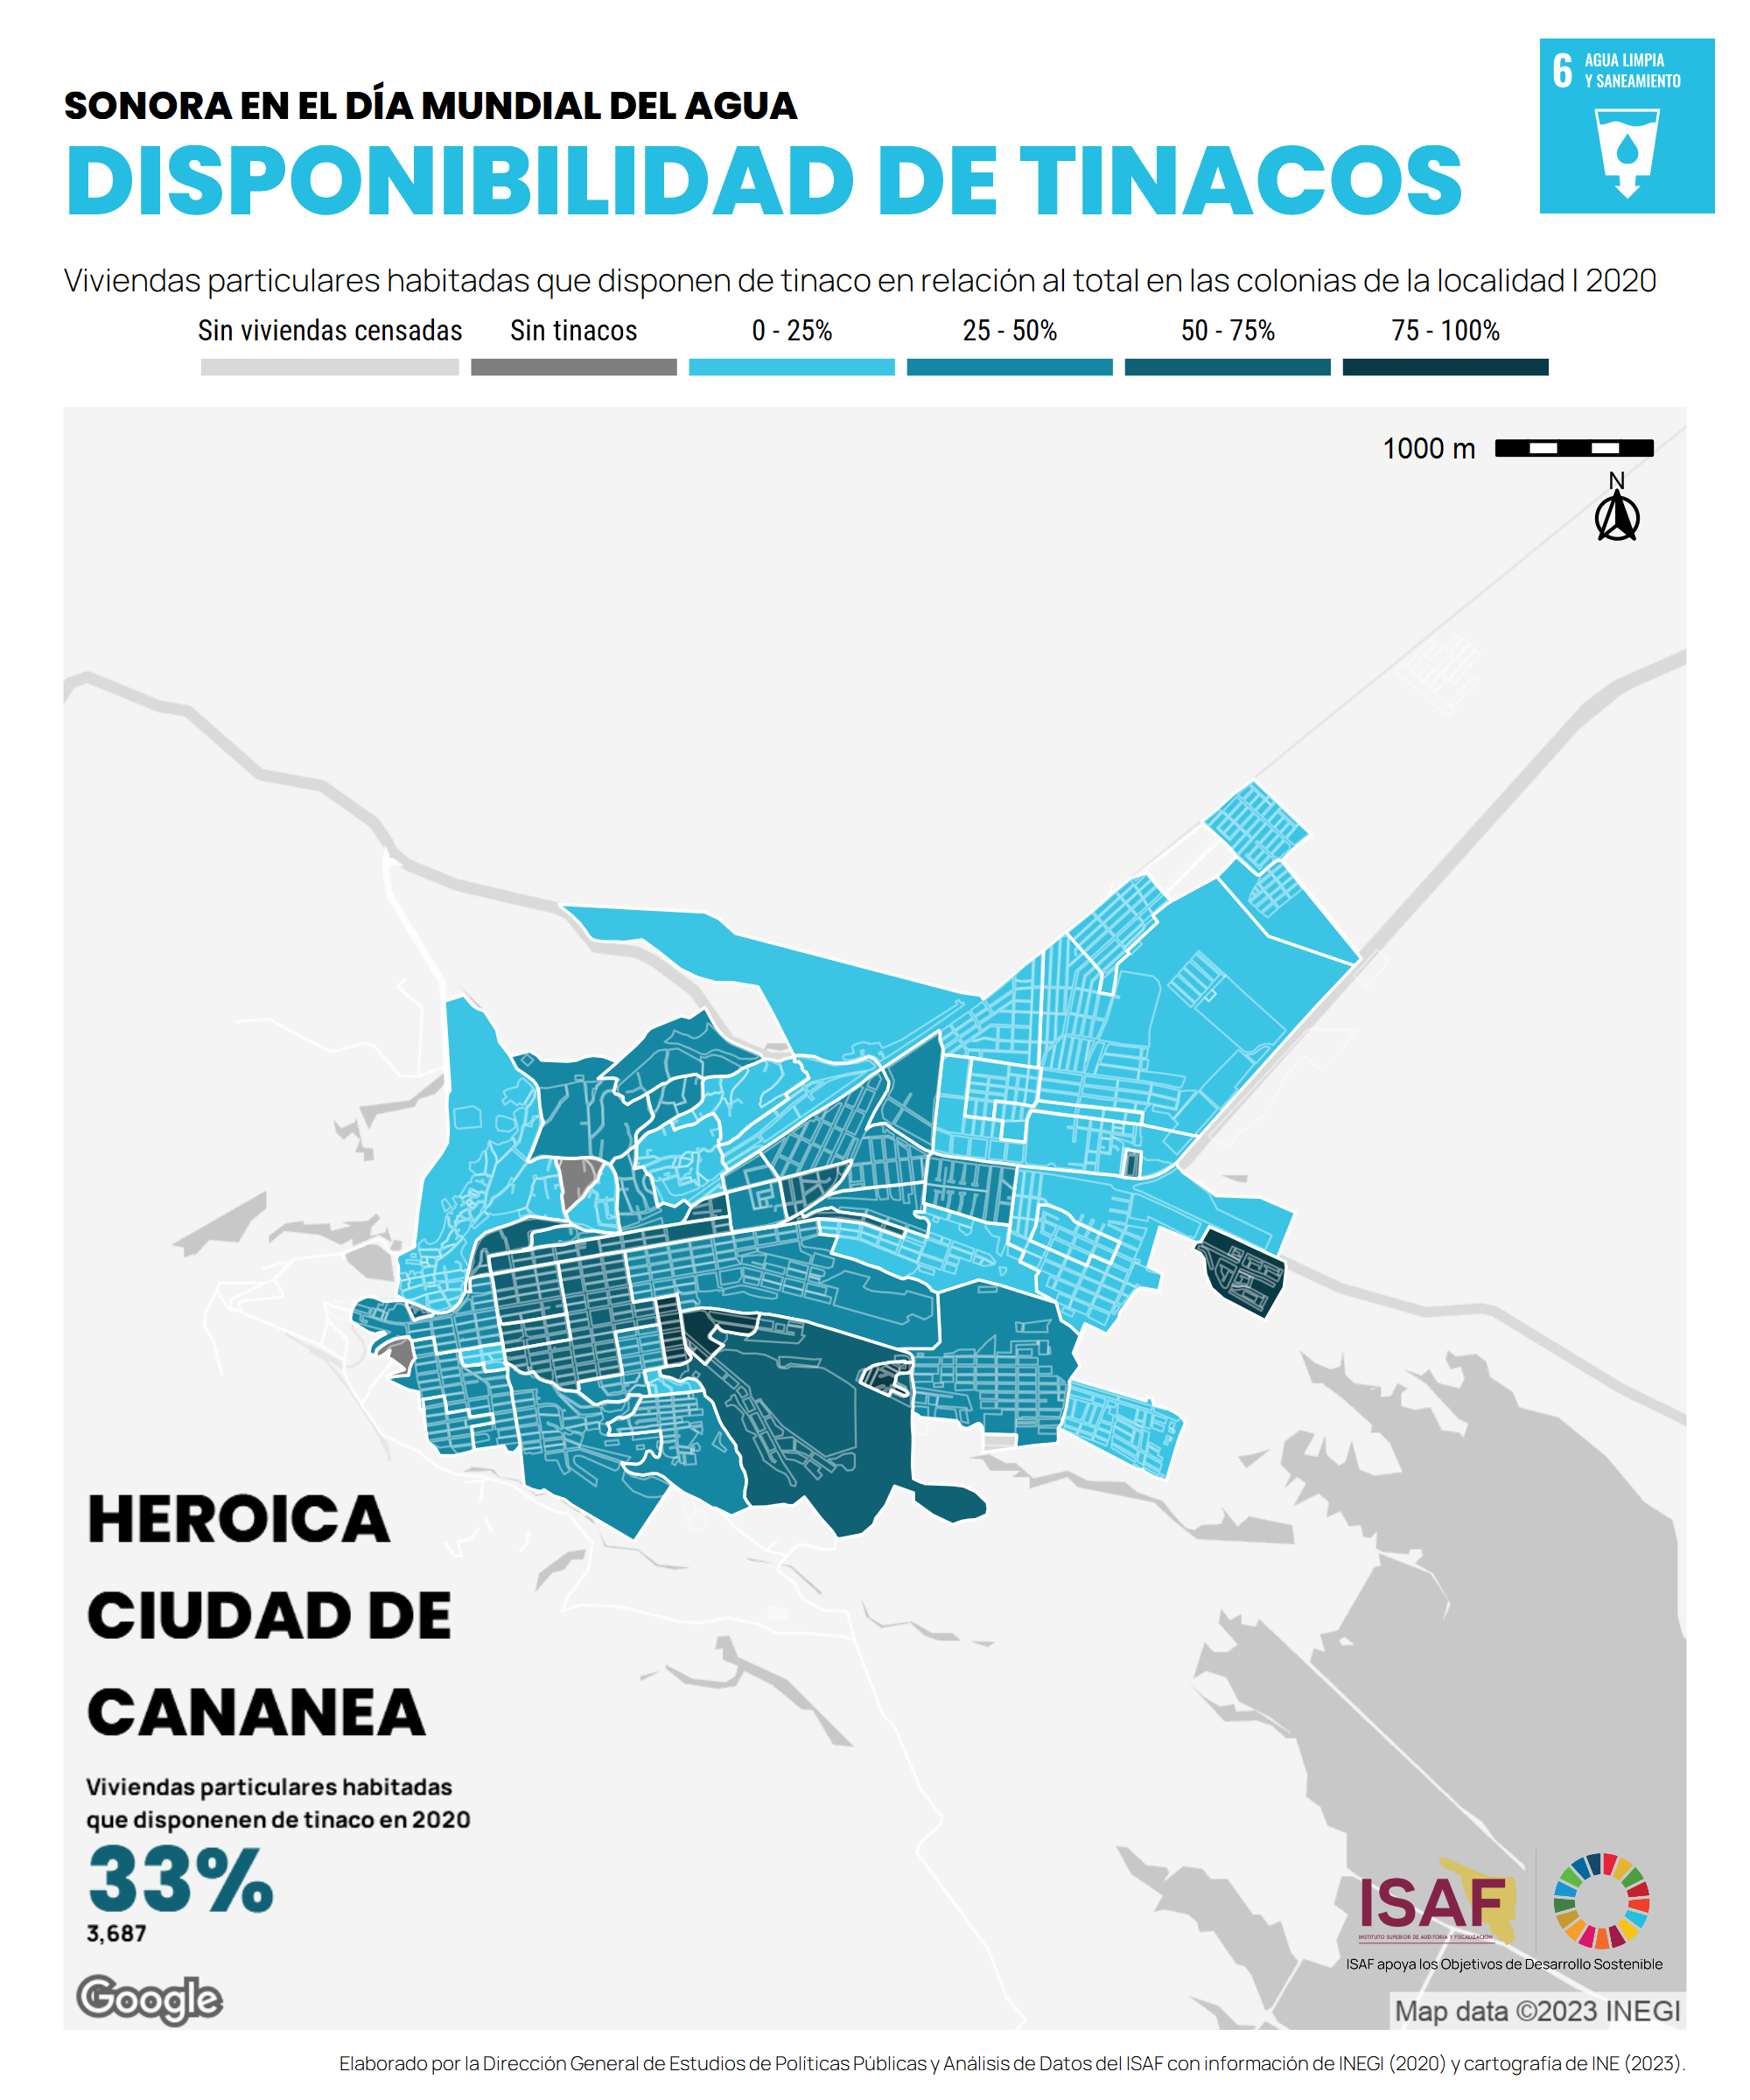 SONORA EN EL DÍA MUNDIAL DEL AGUA
DISPONIBILIDAD DE TINACOS
6 AGUA LIMPIA
Y SANEAMIENTO
Viviendas particulares habitadas que disponen de tinaco en relación al total en las colonias de la localidad | 2020
Sin viviendas censadas Sin tinacos 0 - 25% 25 - 50% 50 - 75% 75 - 100%
1000 m
N
HEROICA
CIUDAD DE
CANANEA
Viviendas particulares habitadas
que disponenen de tinaco en 2020
33%
3,687
ISAF
INSTITUTO SUPERIOR DE AUDITORÍA Y FISCALIZACIÓN
ISAF apoya los Objetivos de Desarrollo Sostenible
Google
Map data ©2023 INEGI
Elaborado por la Dirección General de Estudios de Políticas Públicas y Análisis de Datos del ISAF con información de INEGI (2020) y cartografía de INE (2023).